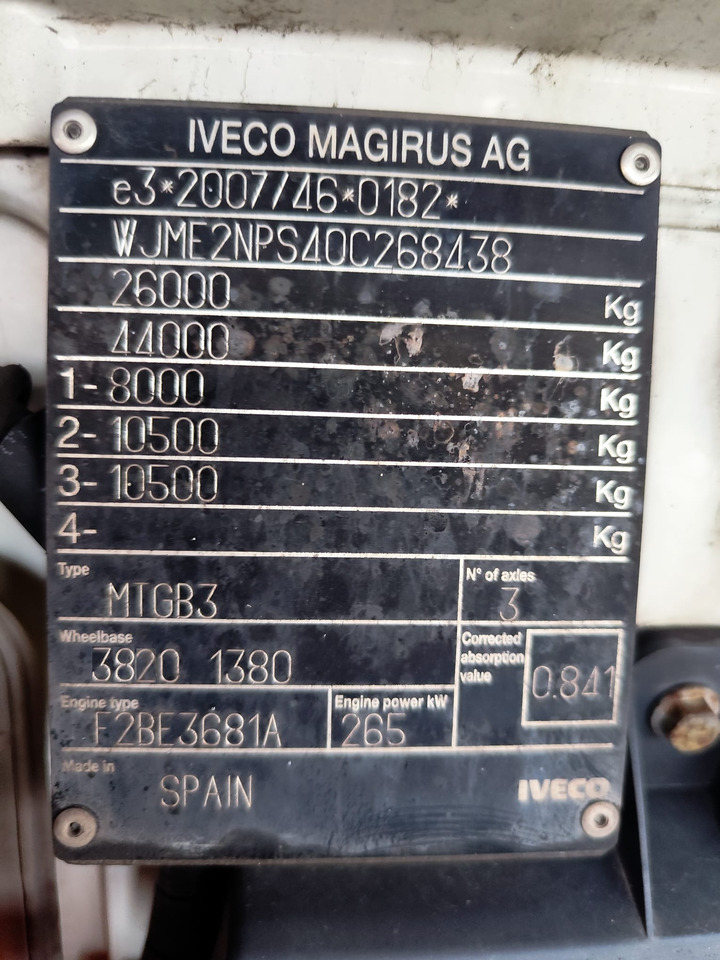 IVECO MAGIRUS AG
e3*2007/46*0182*
WJME2NPS40C268438
26000 Kg
44000 Kg
1- 8000 Kg
2- 10500 Kg
3- 10500 Kg
4- Kg
Type
MTGB3
N° of axles
3
Wheelbase
3820 1380
Corrected
absorption
value
0.841
Engine type
F2BE3681A
Engine power kW
265
Made in
SPAIN
IVECO